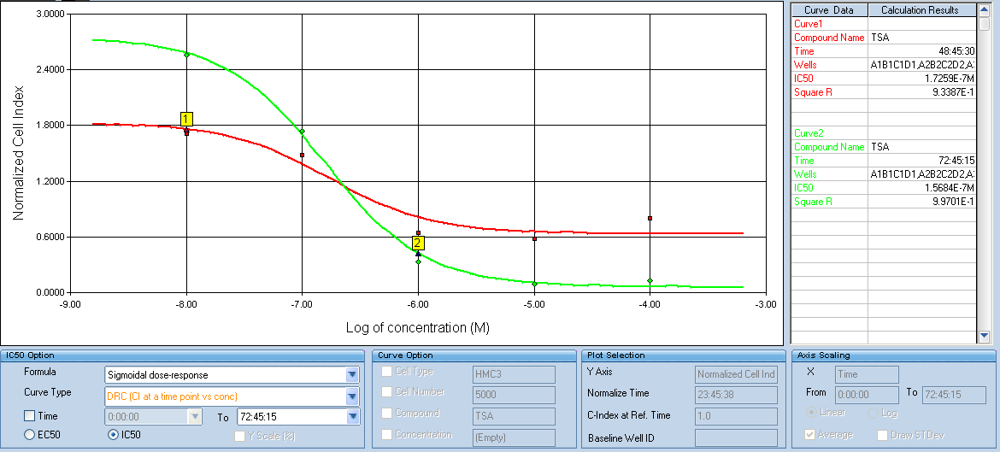 3.0000
2.4000
1.8000
1.2000
0.6000
0.0000
Normalized Cell Index
1
2
-9.00 -8.00 -7.00 -6.00 -5.00 -4.00 -3.00
Log of concentration (M)
Curve Data Calculation Results
Curve1
Compound Name TSA
Time 48:45:30
Wells A1B1C1D1,A2B2C2D2,A:
IC50 1.7259E-7M
Square R 9.3387E-1
Curve2
Compound Name TSA
Time 72:45:15
Wells A1B1C1D1,A2B2C2D2,A:
IC50 1.5684E-7M
Square R 9.9701E-1
IC50 Option
Formula Sigmoidal dose-response
Curve Type DRC (CI at a time point vs conc)
Time 0:00:00 To 72:45:15
EC50 IC50 Y Scale (%)
Curve Option
Cell Type HMC3
Cell Number 5000
Compound TSA
Concentration (Empty)
Plot Selection
Y Axis Normalized Cell Ind
Normalize Time 23:45:38
C-Index at Ref. Time 1.0
Baseline Well ID
Axis Scaling
X Time
From 0:00:00 To 72:45:15
Linear Log
Average Draw STDev